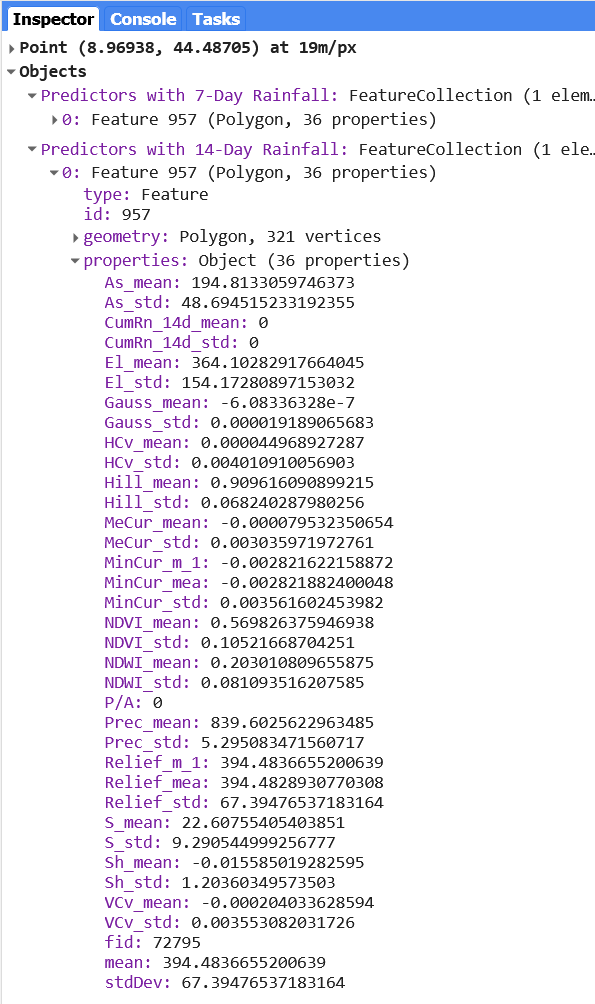 Inspector Console Tasks
Point (8.96938, 44.48705) at 19m/px
Objects
Predictors with 7-Day Rainfall: FeatureCollection (1 elem…
0: Feature 957 (Polygon, 36 properties)
Predictors with 14-Day Rainfall: FeatureCollection (1 ele…
0: Feature 957 (Polygon, 36 properties)
type: Feature
id: 957
geometry: Polygon, 321 vertices
properties: Object (36 properties)
As_mean: 194.8133059746373
As_std: 48.694515233192355
CumRn_14d_mean: 0
CumRn_14d_std: 0
El_mean: 364.10282917664045
El_std: 154.17280897153032
Gauss_mean: -6.08336328e-7
Gauss_std: 0.000019189065683
HCv_mean: 0.000044968927287
HCv_std: 0.004010910056903
Hill_mean: 0.909616090899215
Hill_std: 0.068240287980256
MeCur_mean: -0.000079532350654
MeCur_std: 0.003035971972761
MinCur_m_1: -0.002821622158872
MinCur_mea: -0.002821882400048
MinCur_std: 0.003561602453982
NDVI_mean: 0.569826375946938
NDVI_std: 0.10521668704251
NDWI_mean: 0.203010809655875
NDWI_std: 0.081093516207585
P/A: 0
Prec_mean: 839.6025622963485
Prec_std: 5.295083471560717
Relief_m_1: 394.4836655200639
Relief_mea: 394.4828930770308
Relief_std: 67.39476537183164
S_mean: 22.60755405403851
S_std: 9.290544999256777
Sh_mean: -0.015585019282595
Sh_std: 1.20360349573503
VCv_mean: -0.000204033628594
VCv_std: 0.003553082031726
fid: 72795
mean: 394.4836655200639
stdDev: 67.39476537183164